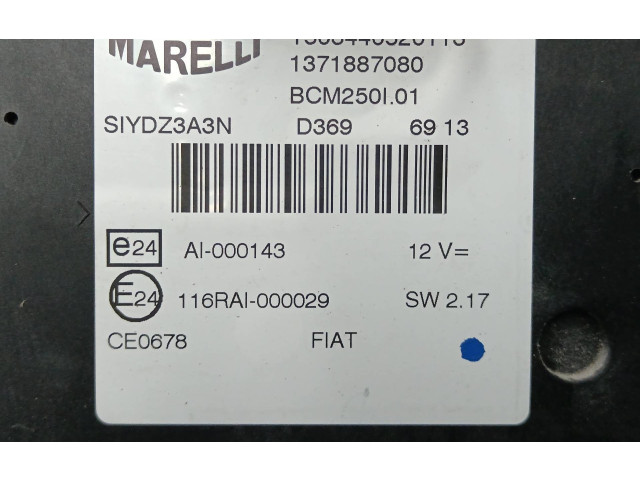 MARELLI
1371887080
BCM250I.01
SIYDZ3A3N D369 69 13
e24 AI-000143 12 V=
E24 116RAI-000029 SW 2.17
CE0678 FIAT